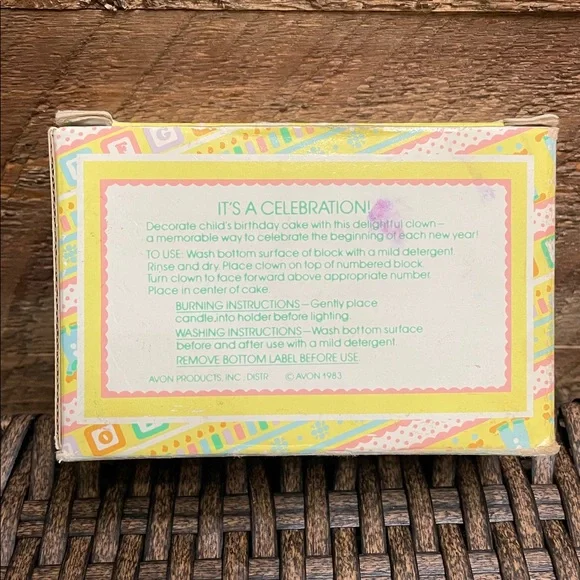 F G
IT'S A CELEBRATION!
Decorate child's birthday cake with this delightful clown—
a memorable way to celebrate the beginning of each new year!
TO USE: Wash bottom surface of block with a mild detergent.
Rinse and dry. Place clown on top of numbered block.
Turn clown to face forward above appropriate number.
Place in center of cake.
BURNING INSTRUCTIONS—Gently place
candle into holder before lighting.
WASHING INSTRUCTIONS—Wash bottom surface
before and after use with a mild detergent.
REMOVE BOTTOM LABEL BEFORE USE.
AVON PRODUCTS, INC., DISTR. © AVON 1983